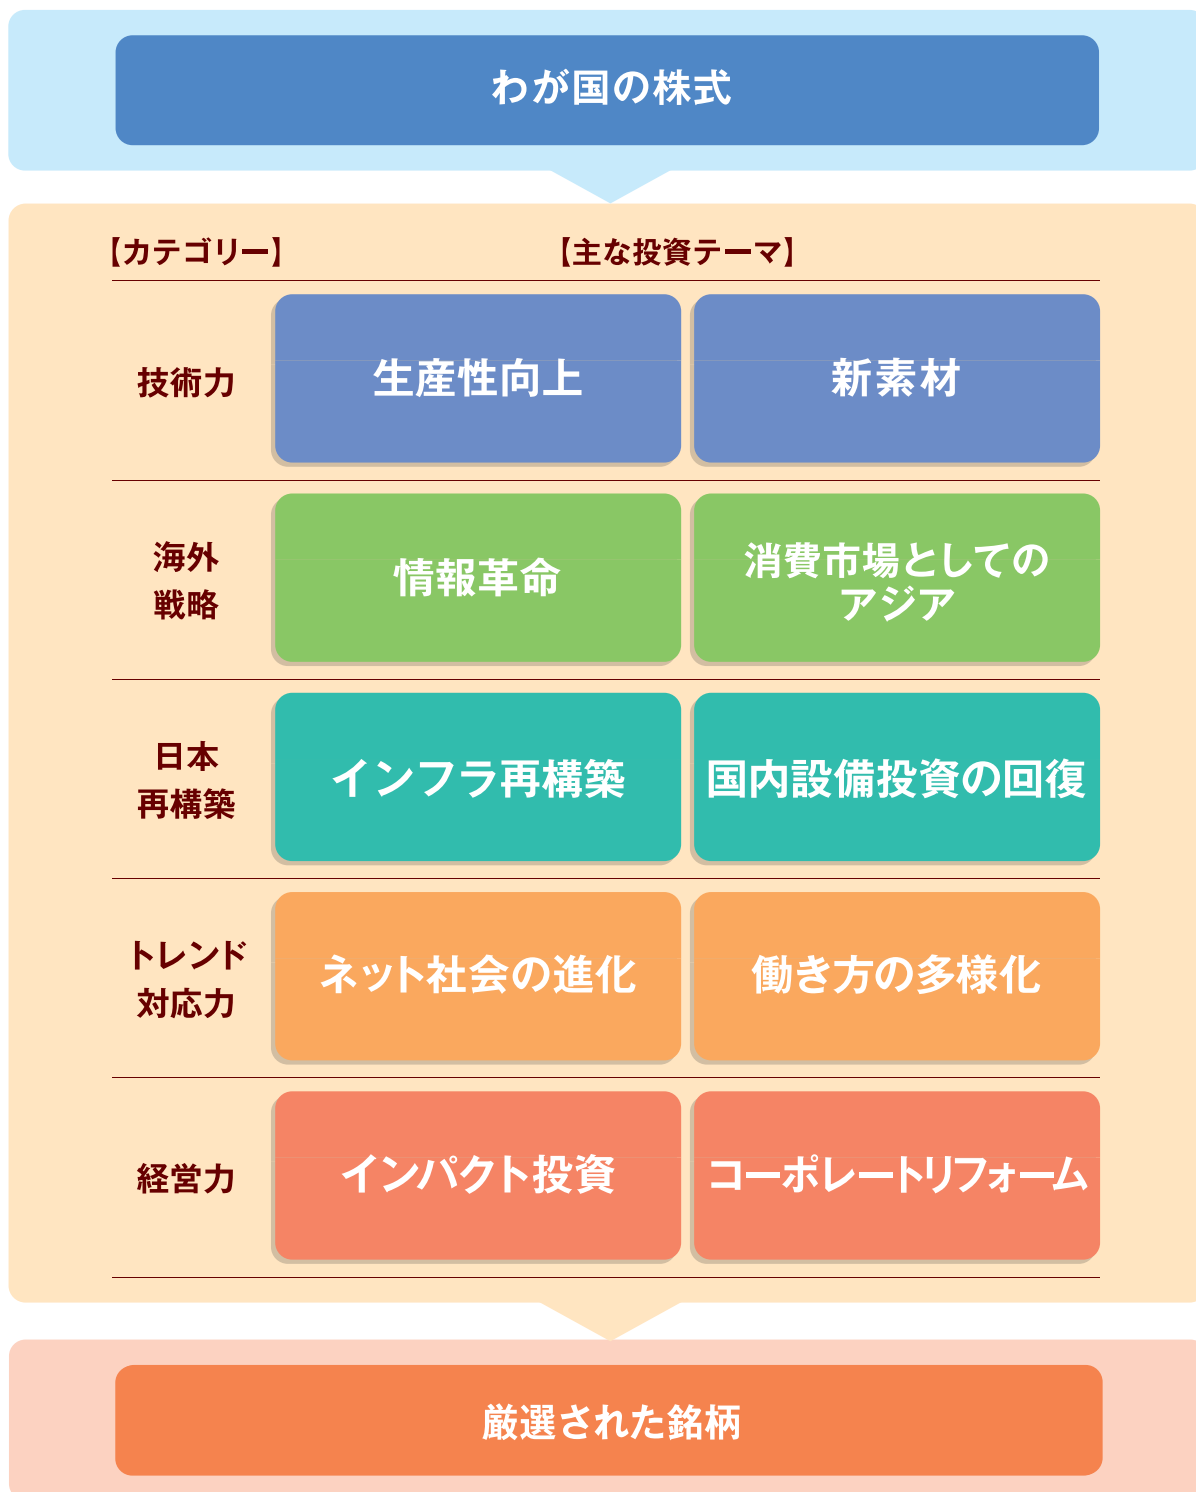 わが国の株式
【カテゴリー】 【主な投資テーマ】
技術力
生産性向上
新素材
海外
戦略
情報革命
消費市場としての
アジア
日本
再構築
インフラ再構築
国内設備投資の回復
トレンド
対応力
ネット社会の進化
働き方の多様化
経営力
インパクト投資
コーポレートリフォーム
厳選された銘柄